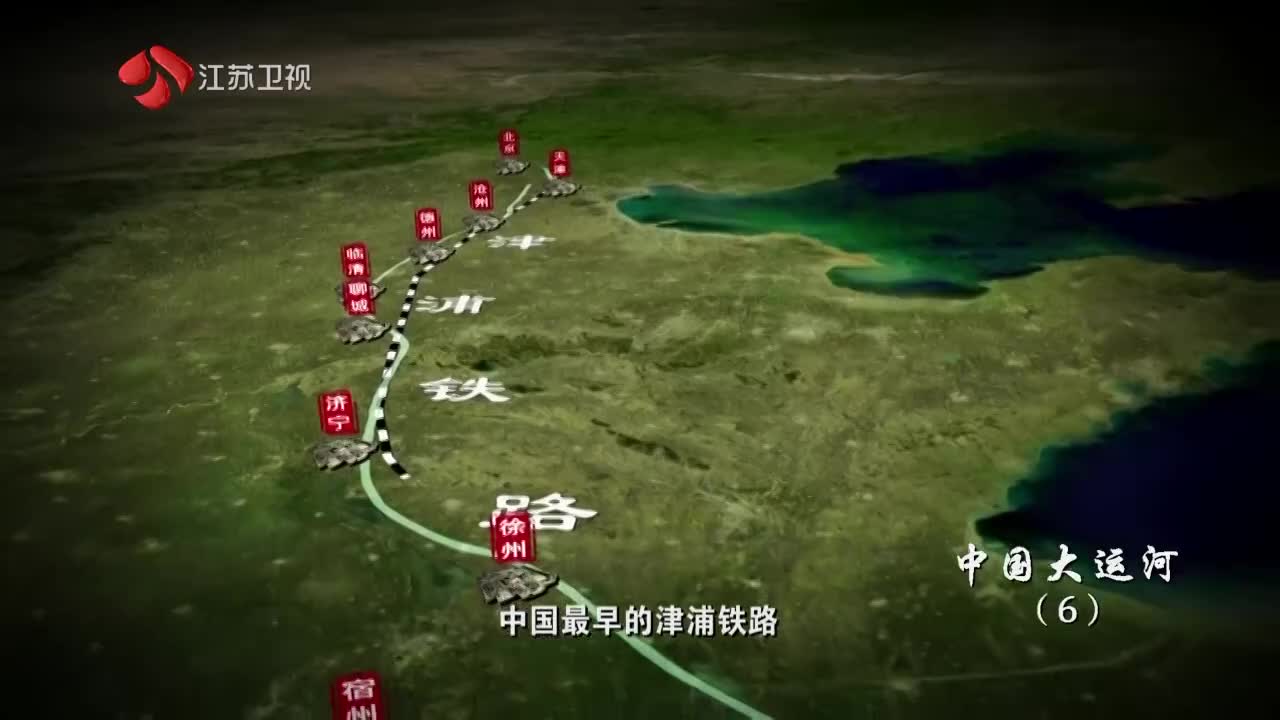 江苏卫视
北京
天津
沧州
德州
临清
聊城
津浦铁路
济宁
徐州
中国大运河
（6）
中国最早的津浦铁路
宿州